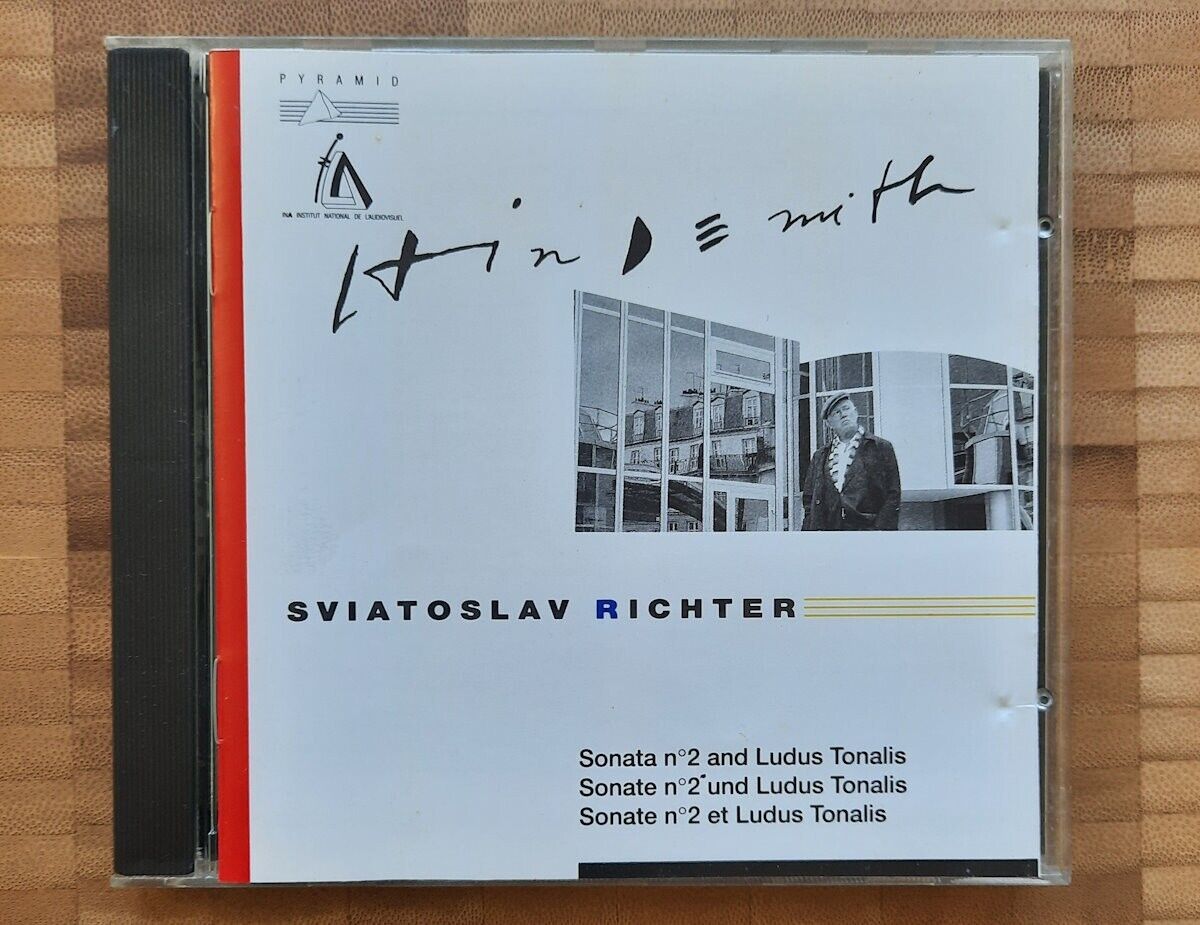 PYRAMID
INA INSTITUT NATIONAL DE L'AUDIOVISUEL
HinDEmith
SVIATOSLAV RICHTER
Sonata n°2 and Ludus Tonalis
Sonate n°2 und Ludus Tonalis
Sonate n°2 et Ludus Tonalis